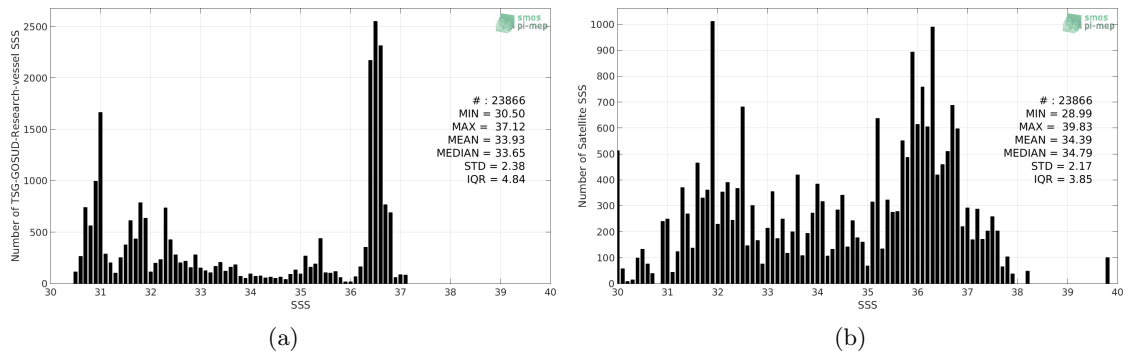 Number of TSG-GOSUD-Research-vessel SSS
2500
2000
1500
1000
500
0
30 31 32 33 34 35 36 37 38 39 40
SSS
smos
pi-mep
# : 23866
MIN = 30.50
MAX = 37.12
MEAN = 33.93
MEDIAN = 33.65
STD = 2.38
IQR = 4.84
(a)
Number of Satellite SSS
1000
900
800
700
600
500
400
300
200
100
0
30 31 32 33 34 35 36 37 38 39 40
SSS
smos
pi-mep
# : 23866
MIN = 28.99
MAX = 39.83
MEAN = 34.39
MEDIAN = 34.79
STD = 2.17
IQR = 3.85
(b)